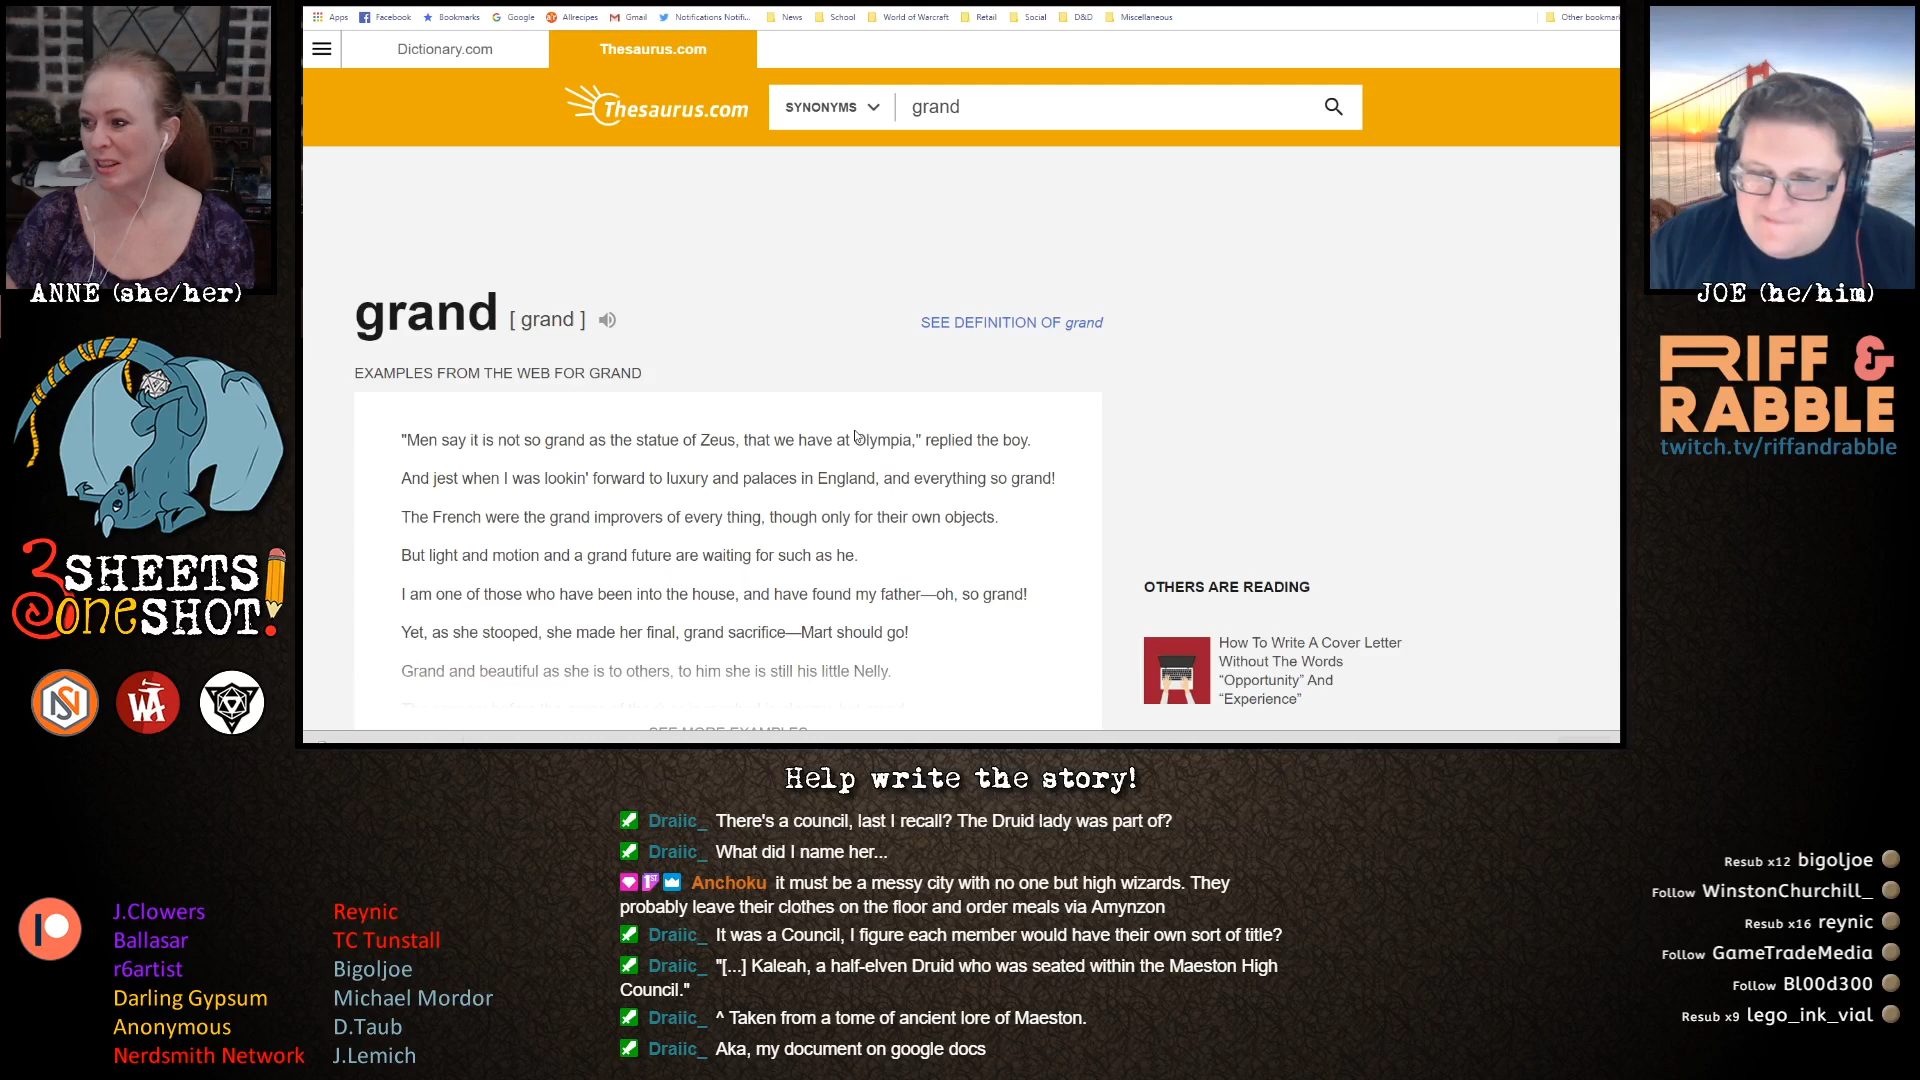 Apps Facebook Bookmarks Google Allrecipes Gmail Notifications Notifi... News School World of Warcraft Retail Social D&D Miscellaneous Other bookmar
Dictionary.com Thesaurus.com
Thesaurus.com SYNONYMS grand
grand [ grand ] SEE DEFINITION OF grand
EXAMPLES FROM THE WEB FOR GRAND
"Men say it is not so grand as the statue of Zeus, that we have at Olympia," replied the boy.
And jest when I was lookin' forward to luxury and palaces in England, and everything so grand!
The French were the grand improvers of every thing, though only for their own objects.
But light and motion and a grand future are waiting for such as he.
I am one of those who have been into the house, and have found my father—oh, so grand!
Yet, as she stooped, she made her final, grand sacrifice—Mart should go!
Grand and beautiful as she is to others, to him she is still his little Nelly.
SEE MORE EXAMPLES
OTHERS ARE READING
How To Write A Cover Letter
Without The Words
“Opportunity” And
“Experience”
ANNE (she/her)
JOE (he/him)
RIFF &
RABBLE
twitch.tv/riffandrabble
3 SHEETS
oneSHOT!
Help write the story!
Draiic_ There's a council, last I recall? The Druid lady was part of?
Draiic_ What did I name her...
1ST Anchoku it must be a messy city with no one but high wizards. They
probably leave their clothes on the floor and order meals via Amynzon
Draiic_ It was a Council, I figure each member would have their own sort of title?
Draiic_ "[...] Kaleah, a half-elven Druid who was seated within the Maeston High
Council."
Draiic_ ^ Taken from a tome of ancient lore of Maeston.
Draiic_ Aka, my document on google docs
J.Clowers Reynic
Ballasar TC Tunstall
r6artist Bigoljoe
Darling Gypsum Michael Mordor
Anonymous D.Taub
Nerdsmith Network J.Lemich
Resub x12 bigoljoe
Follow WinstonChurchill_
Resub x16 reynic
Follow GameTradeMedia
Follow Bl00d300
Resub x9 lego_ink_vial